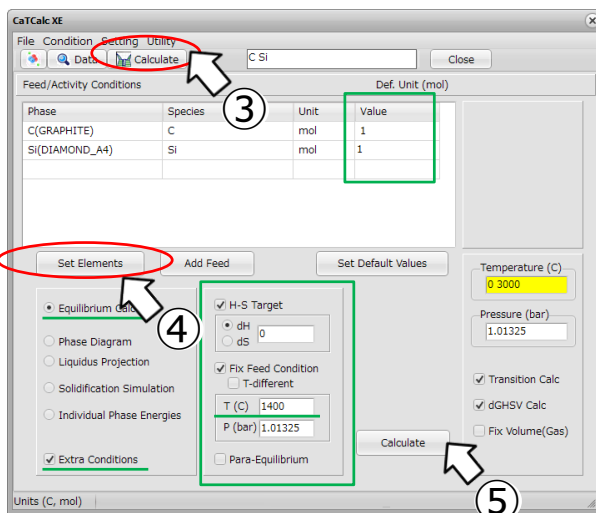 CaTCalc XE
File Condition Setting Utility
Data Calculate C Si Close
③
Feed/Activity Conditions Def. Unit (mol)
Phase Species Unit Value
C(GRAPHITE) C mol 1
Si(DIAMOND_A4) Si mol 1
Set Elements Add Feed Set Default Values
④
Temperature (C)
0 3000
Pressure (bar)
1.01325
Transition Calc
dGHSV Calc
Fix Volume(Gas)
Equilibrium Calc
Phase Diagram
Liquidus Projection
Solidification Simulation
Individual Phase Energies
Extra Conditions
H-S Target
dH 0
dS
Fix Feed Condition
T-different
T (C) 1400
P (bar) 1.01325
Para-Equilibrium
Calculate
⑤
Units (C, mol)